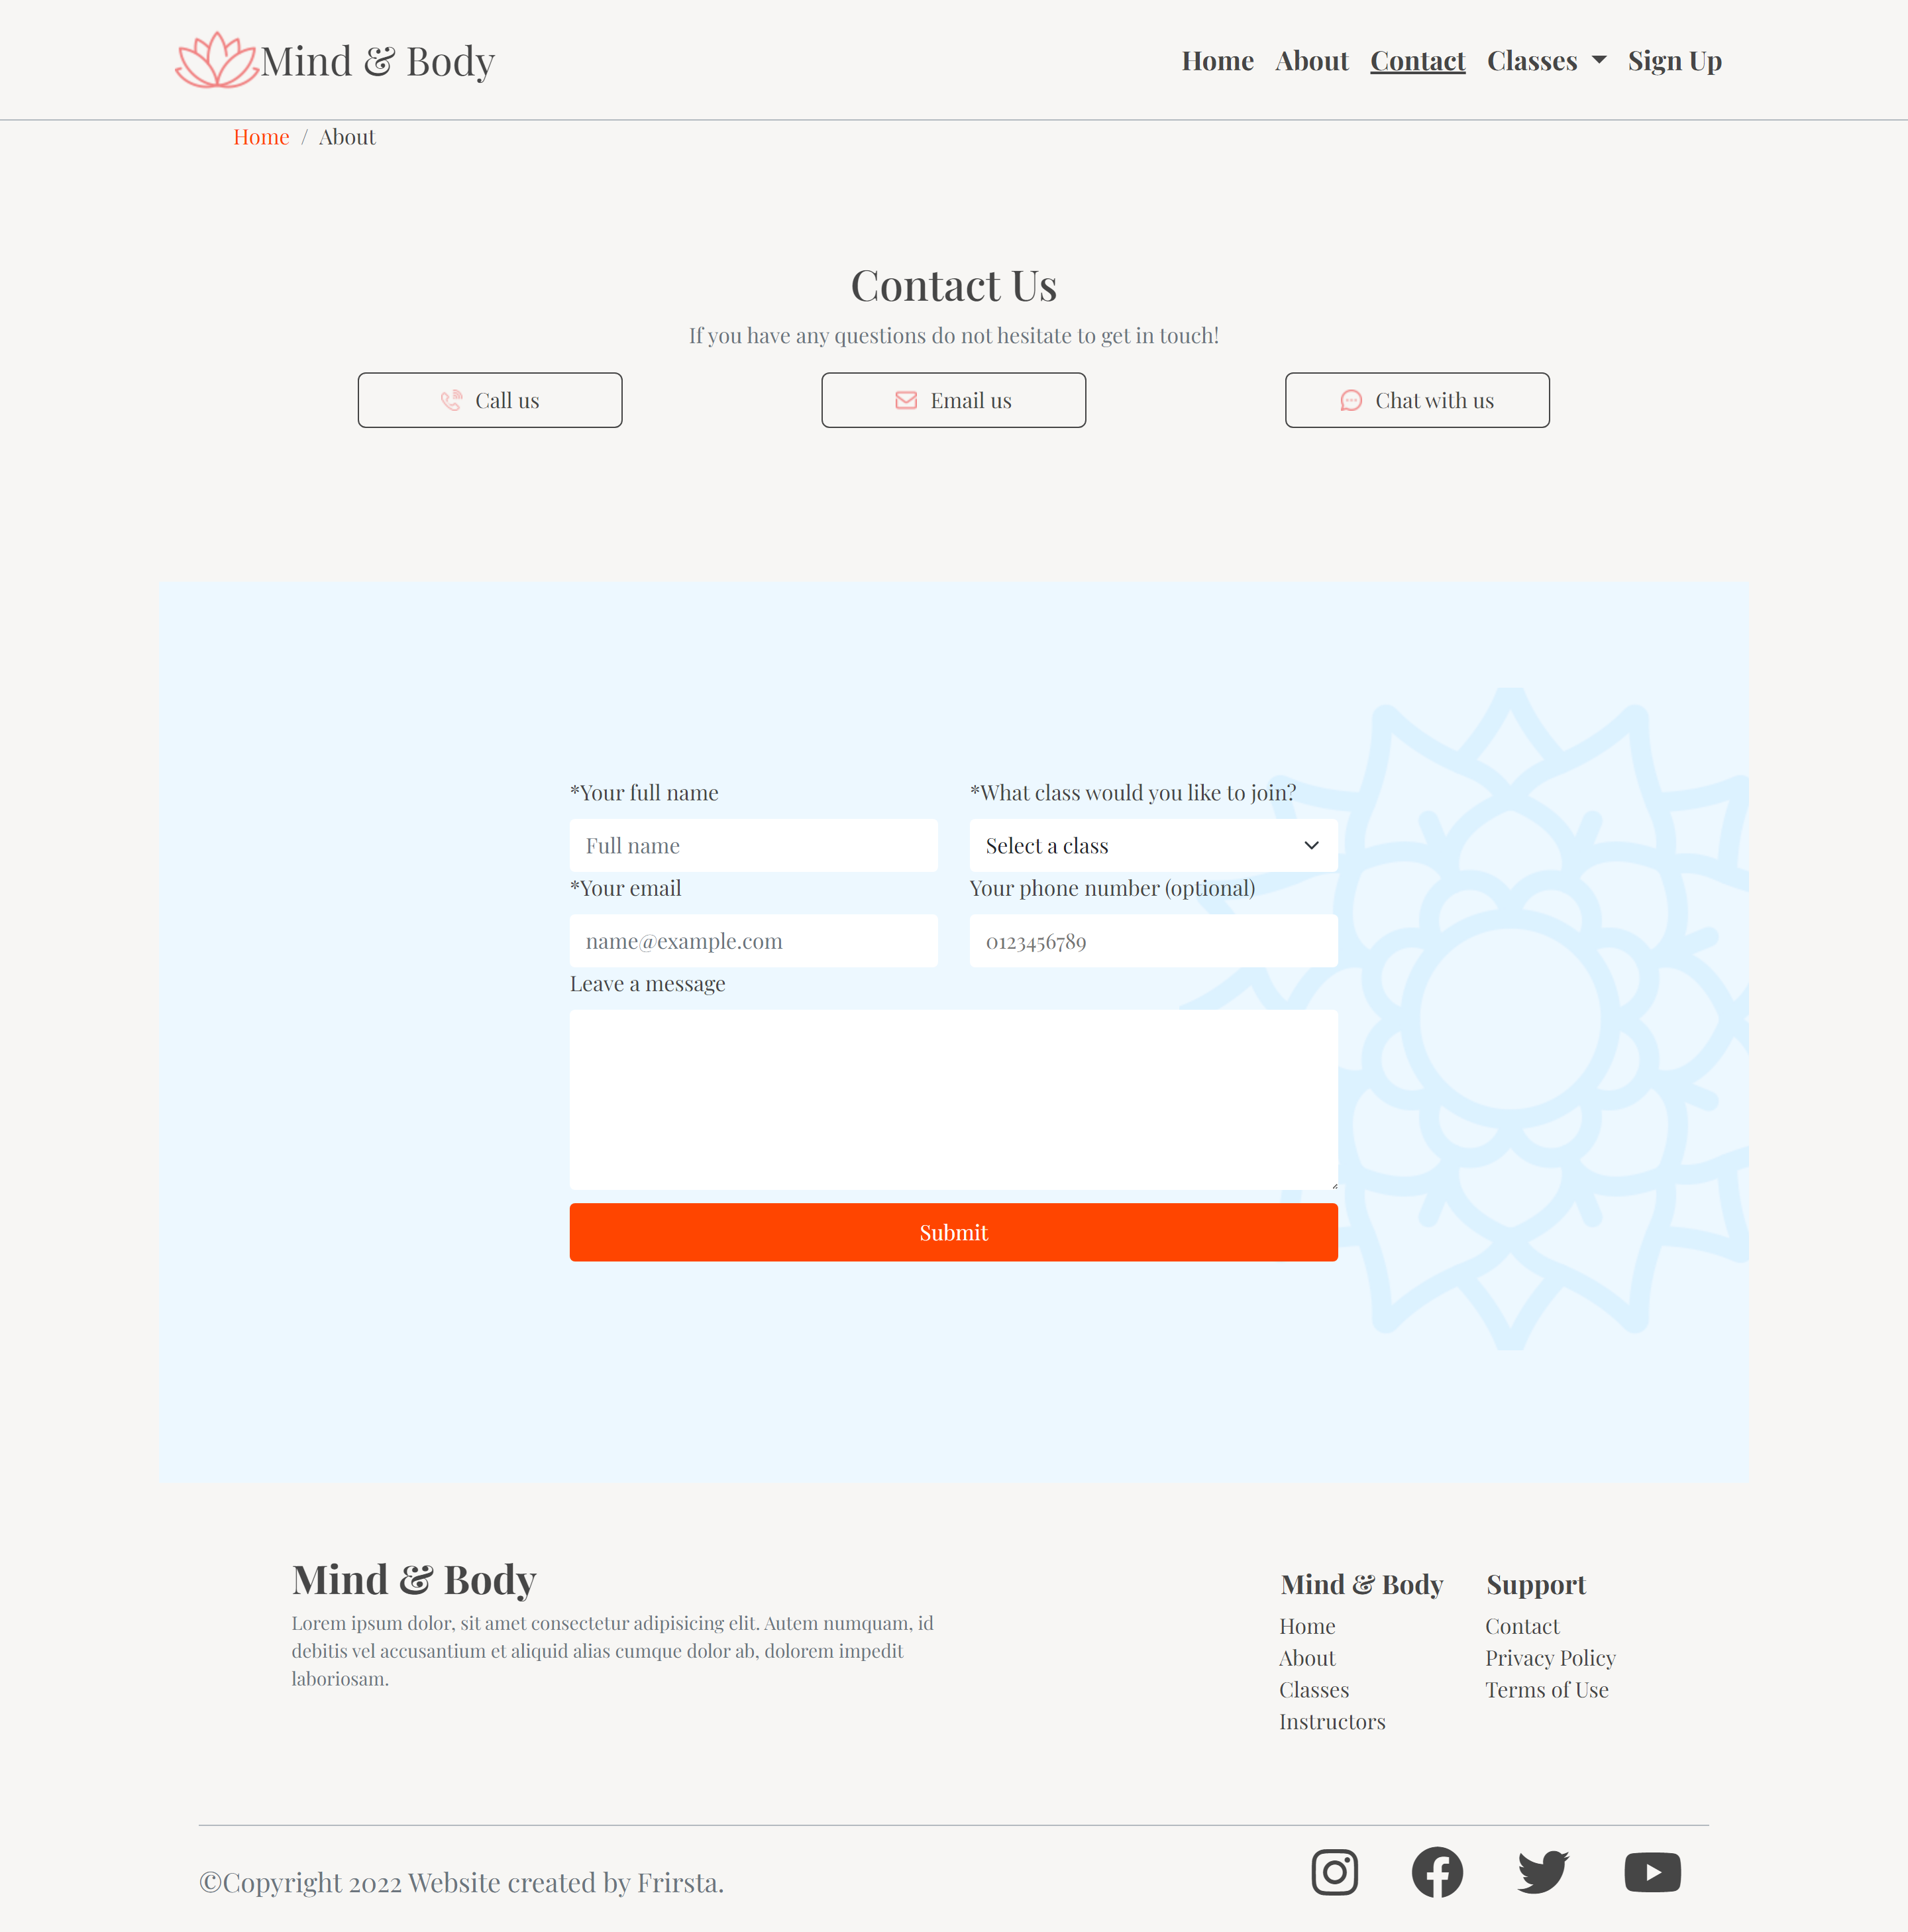 Mind & Body
Home About Contact Classes Sign Up
Home / About
Contact Us
If you have any questions do not hesitate to get in touch!
Call us
Email us
Chat with us
*Your full name
*What class would you like to join?
Full name
Select a class
*Your email
Your phone number (optional)
name@example.com
0123456789
Leave a message
Submit
Mind & Body
Lorem ipsum dolor, sit amet consectetur adipisicing elit. Autem numquam, id
debitis vel accusantium et aliquid alias cumque dolor ab, dolorem impedit
laboriosam.
Mind & Body
Home
About
Classes
Instructors
Support
Contact
Privacy Policy
Terms of Use
©Copyright 2022 Website created by Frirsta.